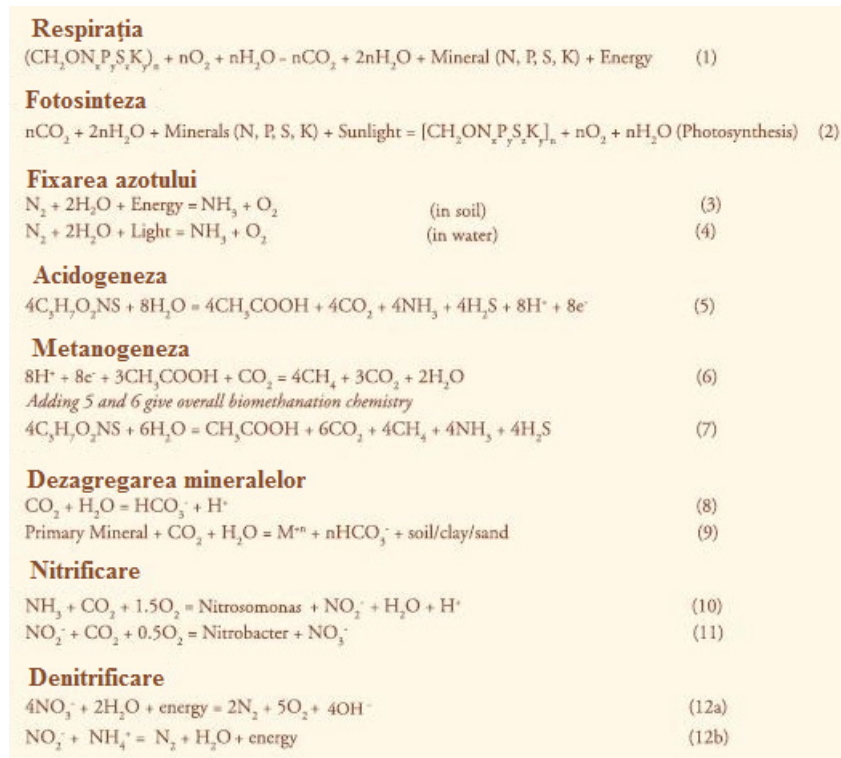 Respirația
(CH₂ONₓPᵧS₂Kᵧ)ₙ + nO₂ + nH₂O - nCO₂ + 2nH₂O + Mineral (N, P, S, K) + Energy (1)
Fotosinteza
nCO₂ + 2nH₂O + Minerals (N, P, S, K) + Sunlight = [CH₂ONₓPᵧS₂Kᵧ]ₙ + nO₂ + nH₂O (Photosynthesis) (2)
Fixarea azotului
N₂ + 2H₂O + Energy = NH₃ + O₂ (in soil) (3)
N₂ + 2H₂O + Light = NH₃ + O₂ (in water) (4)
Acidogeneza
4C₃H₇O₂NS + 8H₂O = 4CH₃COOH + 4CO₂ + 4NH₃ + 4H₂S + 8H⁺ + 8e⁻ (5)
Metanogeneza
8H⁺ + 8e⁻ + 3CH₃COOH + CO₂ = 4CH₄ + 3CO₂ + 2H₂O (6)
Adding 5 and 6 give overall biomethanation chemistry
4C₃H₇O₂NS + 6H₂O = CH₃COOH + 6CO₂ + 4CH₄ + 4NH₃ + 4H₂S (7)
Dezagregarea mineralelor
CO₂ + H₂O = HCO₃⁻ + H⁺ (8)
Primary Mineral + CO₂ + H₂O = M⁺ⁿ + nHCO₃⁻ + soil/clay/sand (9)
Nitrificare
NH₃ + CO₂ + 1.5O₂ = Nitrosomonas + NO₂⁻ + H₂O + H⁺ (10)
NO₂⁻ + CO₂ + 0.5O₂ = Nitrobacter + NO₃⁻ (11)
Denitrificare
4NO₃⁻ + 2H₂O + energy = 2N₂ + 5O₂ + 4OH⁻ (12a)
NO₂⁻ + NH₄⁺ = N₂ + H₂O + energy (12b)